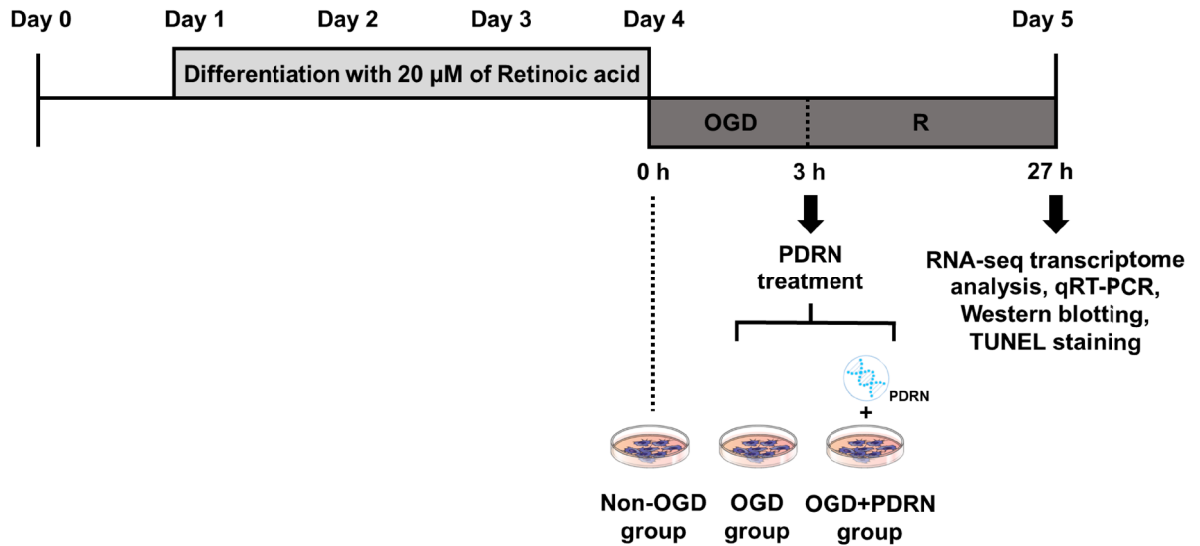 Day 0
Day 1
Day 2
Day 3
Day 4
Day 5
Differentiation with 20 µM of Retinoic acid
OGD
R
0 h
3 h
27 h
PDRN
treatment
RNA-seq transcriptome
analysis, qRT-PCR,
Western blotting,
TUNEL staining
PDRN
+
Non-OGD
group
OGD
group
OGD+PDRN
group